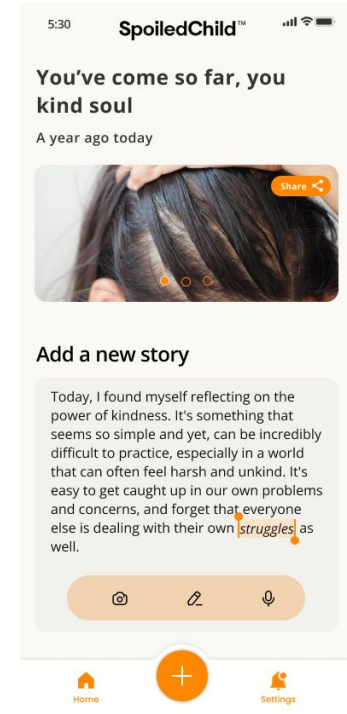 5:30
SpoiledChild™
You've come so far, you
kind soul
A year ago today
Share
Add a new story
Today, I found myself reflecting on the
power of kindness. It's something that
seems so simple and yet, can be incredibly
difficult to practice, especially in a world
that can often feel harsh and unkind. It's
easy to get caught up in our own problems
and concerns, and forget that everyone
else is dealing with their own struggles as
well.
Home
Settings